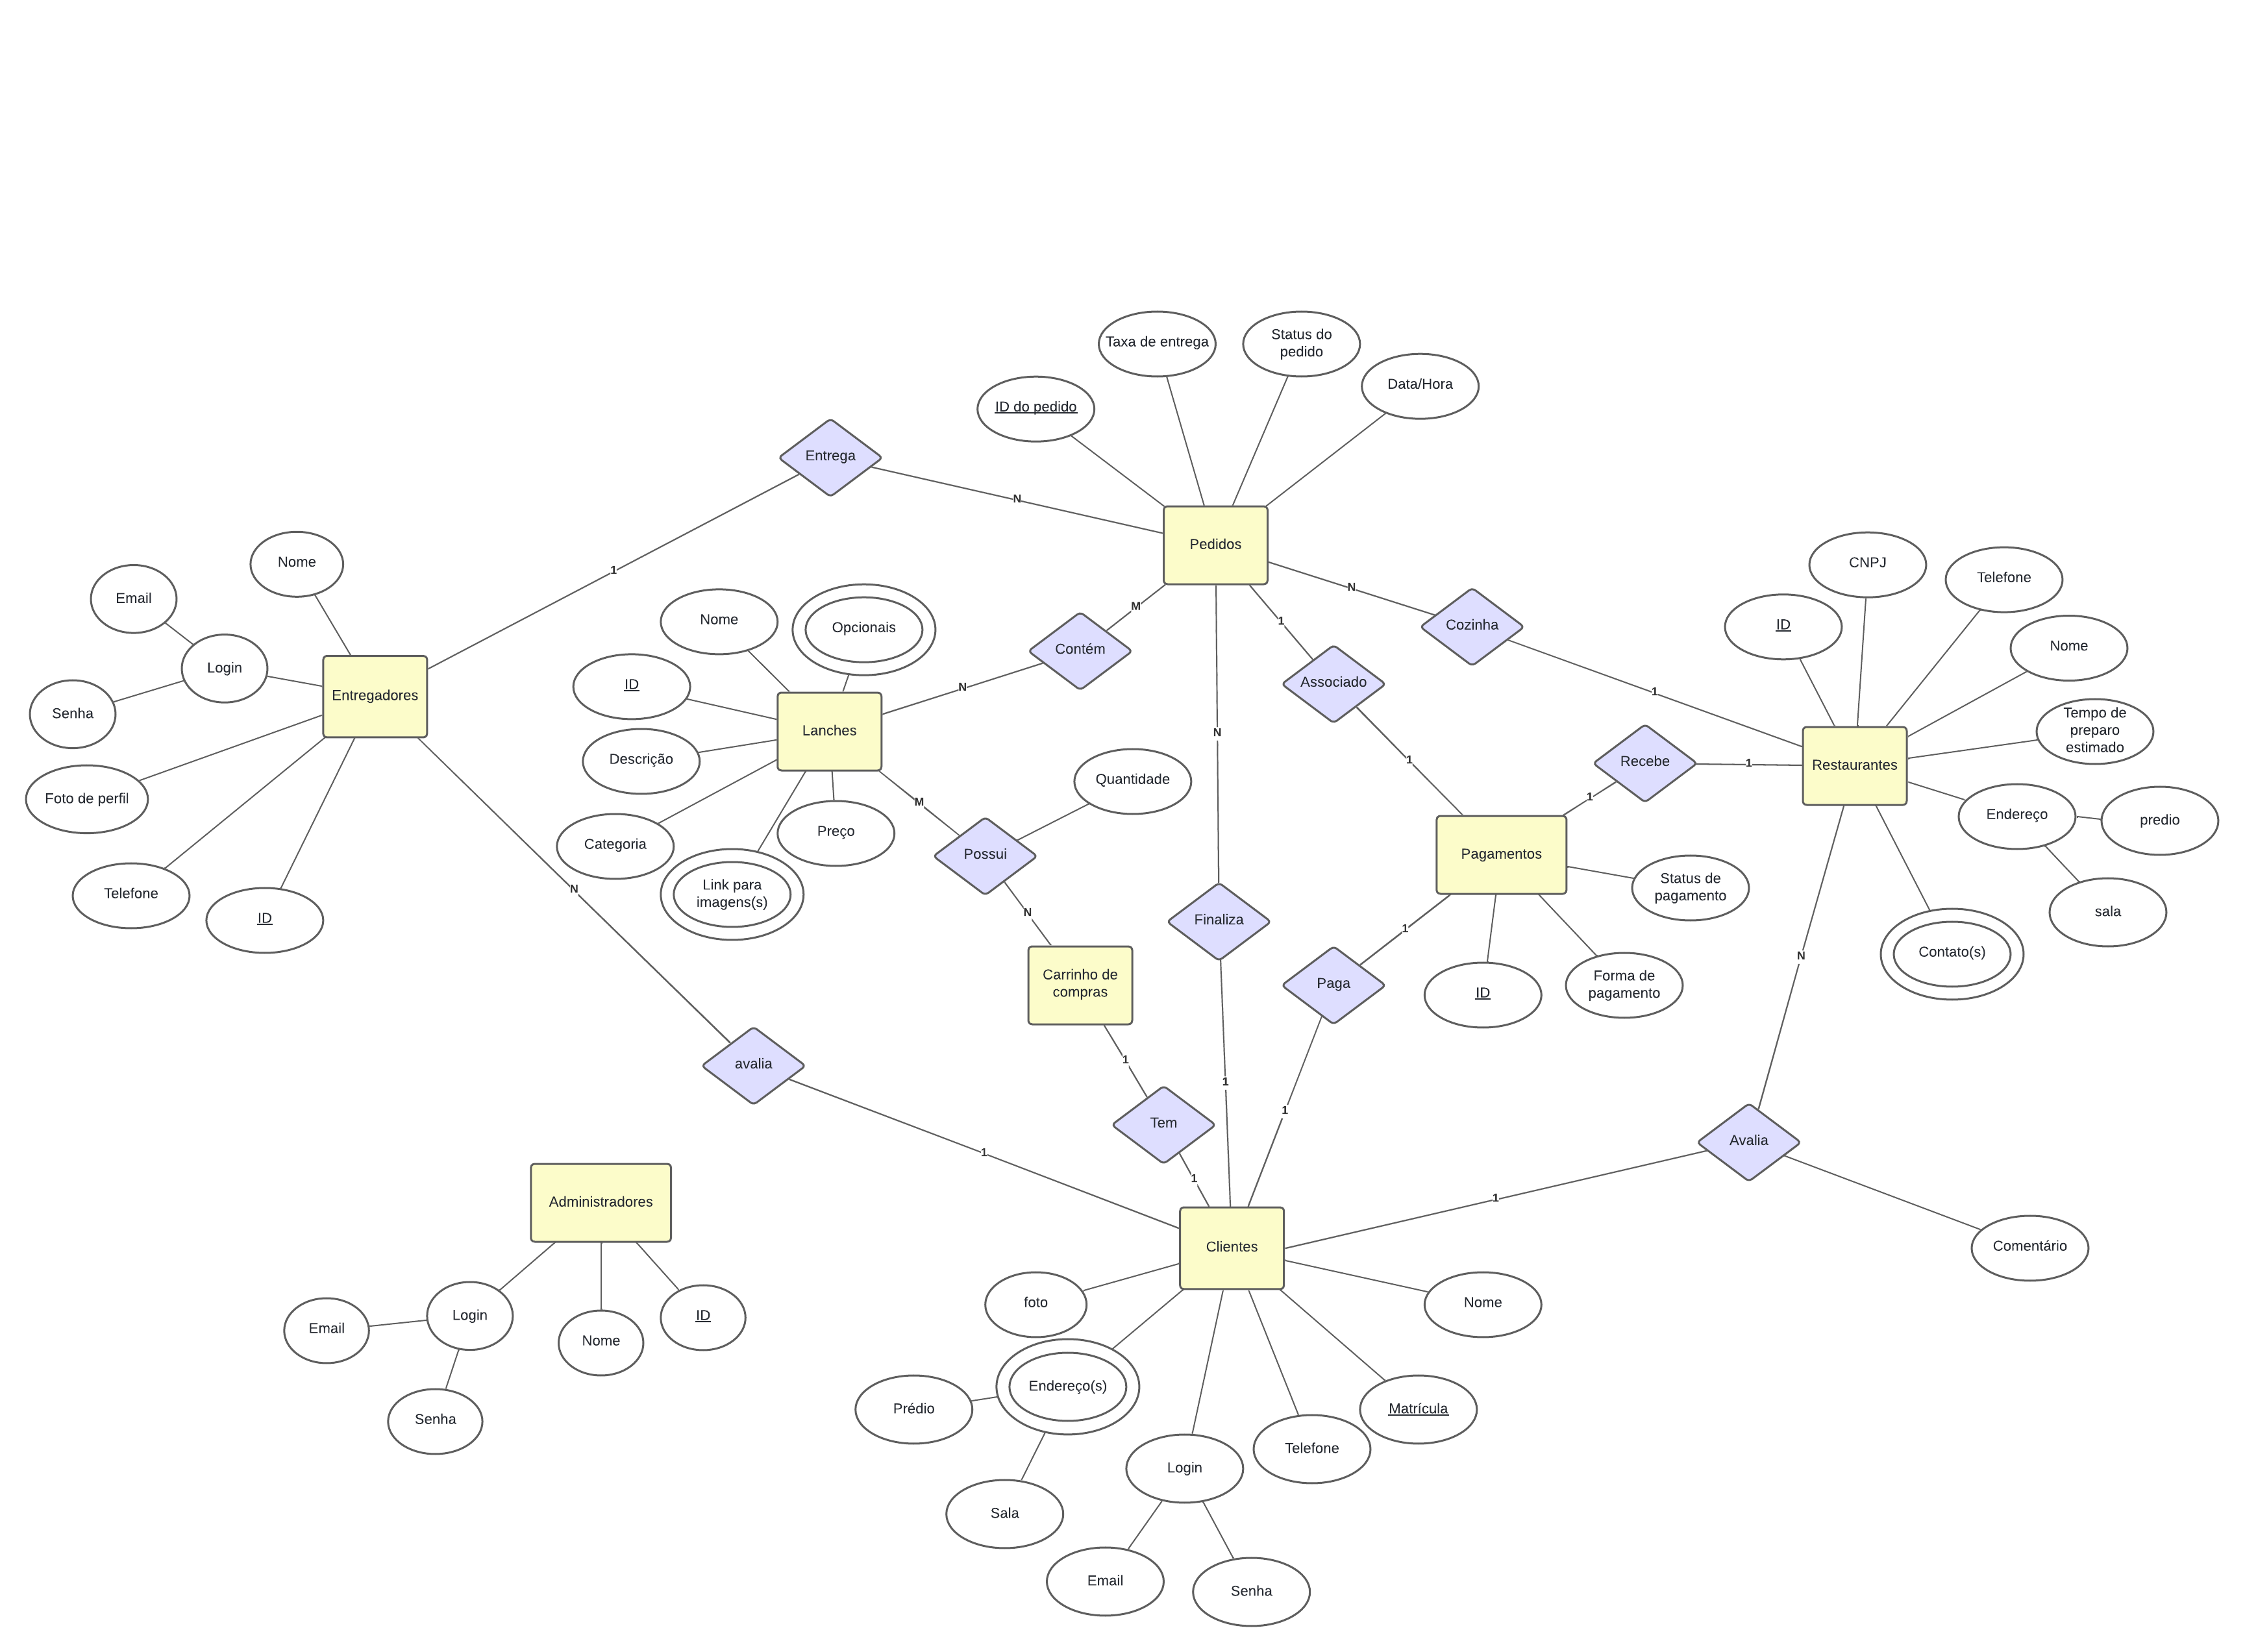 Taxa de entrega
Status do
pedido
Data/Hora
ID do pedido
Entrega
N
Pedidos
1
Nome
Email
Login
Senha
Entregadores
Foto de perfil
Telefone
ID
N
Nome
Opcionais
ID
Lanches
Descrição
Categoria
Preço
Link para
imagens(s)
M
Contém
N
M
Possui
Quantidade
N
Carrinho de
compras
1
Tem
1
N
Finaliza
1
1
Associado
1
N
Cozinha
1
CNPJ
Telefone
ID
Nome
Tempo de
preparo
estimado
Restaurantes
Endereço
predio
sala
Contato(s)
Recebe
1
1
Pagamentos
Status de
pagamento
Forma de
pagamento
ID
1
Paga
1
N
Avalia
1
Comentário
avalia
1
Administradores
Login
Email
Senha
Nome
ID
Clientes
foto
Nome
Endereço(s)
Prédio
Sala
Matrícula
Telefone
Login
Email
Senha